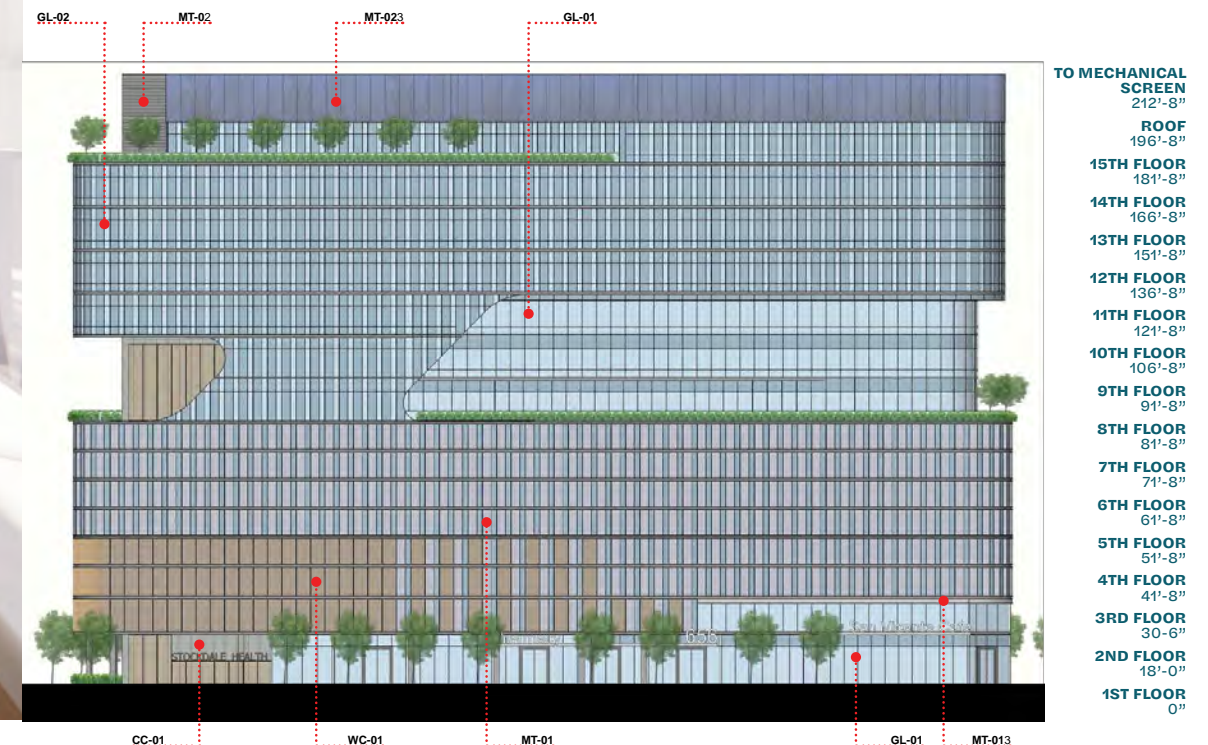 GL-02 MT-02 MT-023 GL-01
TO MECHANICAL
SCREEN
212'-8"
ROOF
196'-8"
15TH FLOOR
181'-8"
14TH FLOOR
166'-8"
13TH FLOOR
151'-8"
12TH FLOOR
136'-8"
11TH FLOOR
121'-8"
10TH FLOOR
106'-8"
9TH FLOOR
91'-8"
8TH FLOOR
81'-8"
7TH FLOOR
71'-8"
6TH FLOOR
61'-8"
5TH FLOOR
51'-8"
4TH FLOOR
41'-8"
3RD FLOOR
30-6"
2ND FLOOR
18'-0"
1ST FLOOR
0"
STOCKDALE HEALTH
656
San Vicente
CC-01 WC-01 MT-01 GL-01 MT-013